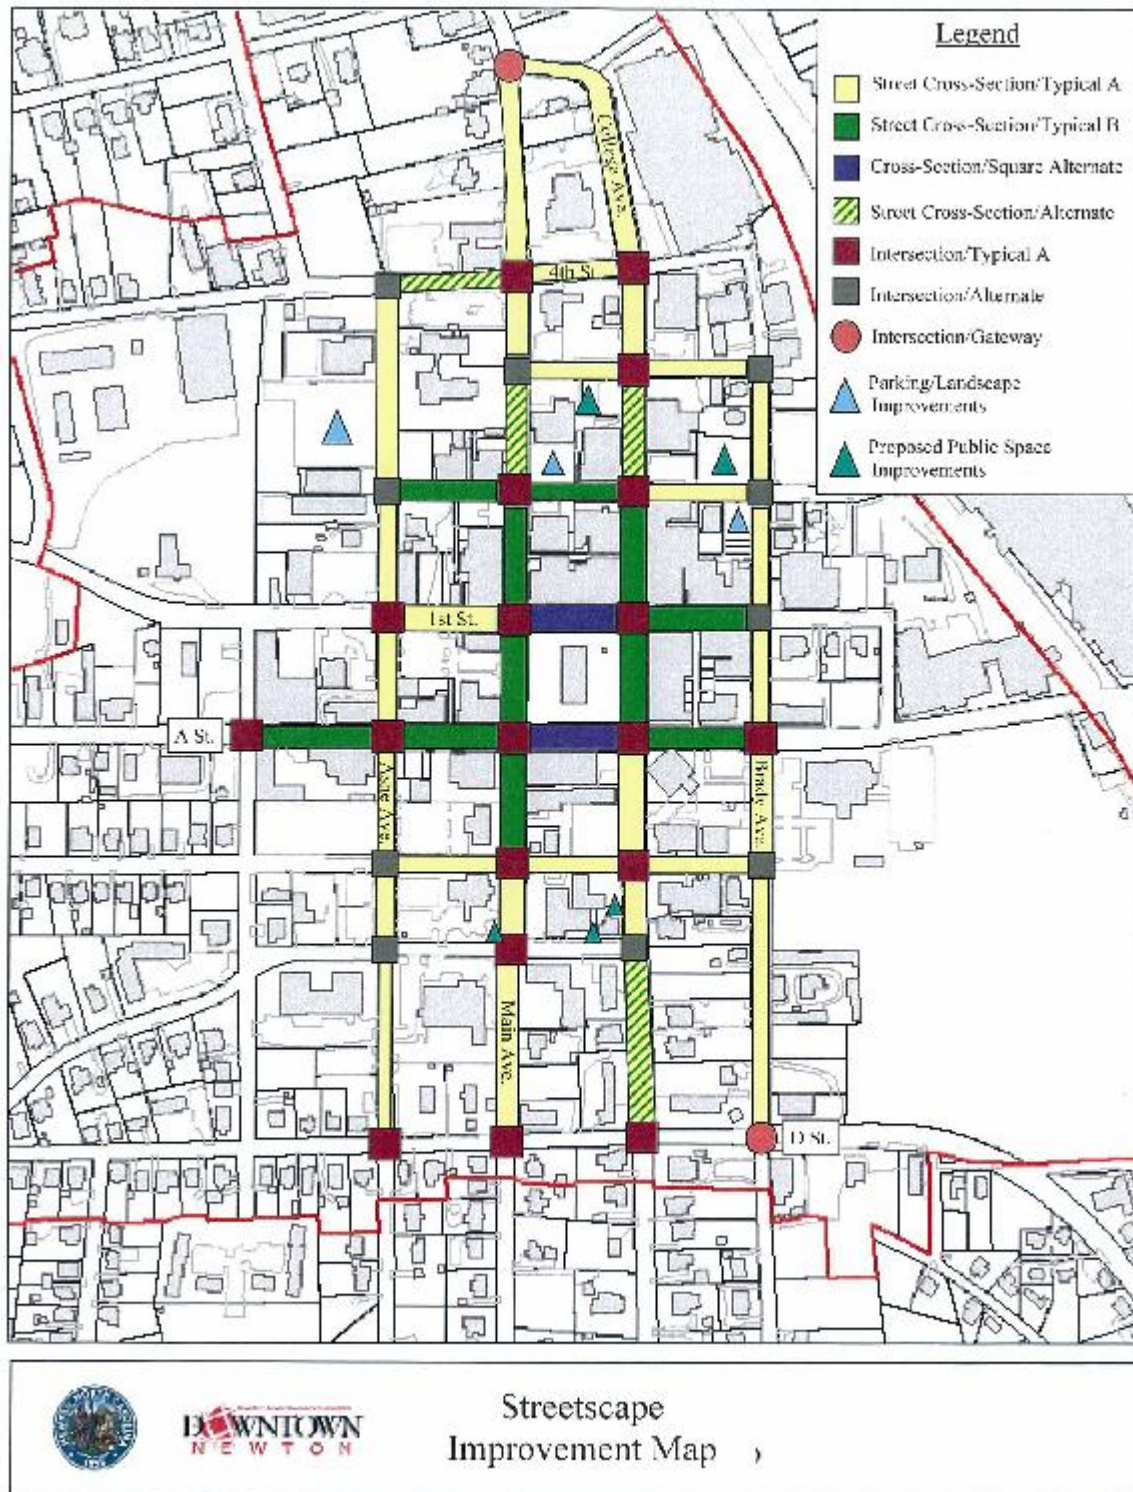 Legend
Street Cross-Section/Typical A
Street Cross-Section/Typical B
Cross-Section/Square Alternate
Street Cross-Section/Alternate
Intersection/Typical A
Intersection/Alternate
Intersection/Gateway
Parking/Landscape
Improvements
Proposed Public Space
Improvements
College Ave.
4th St
1st St.
A St.
Ashe Ave.
Brady Ave.
Main Ave.
D St.
DOWNTOWN
NEWTON
Streetscape
Improvement Map